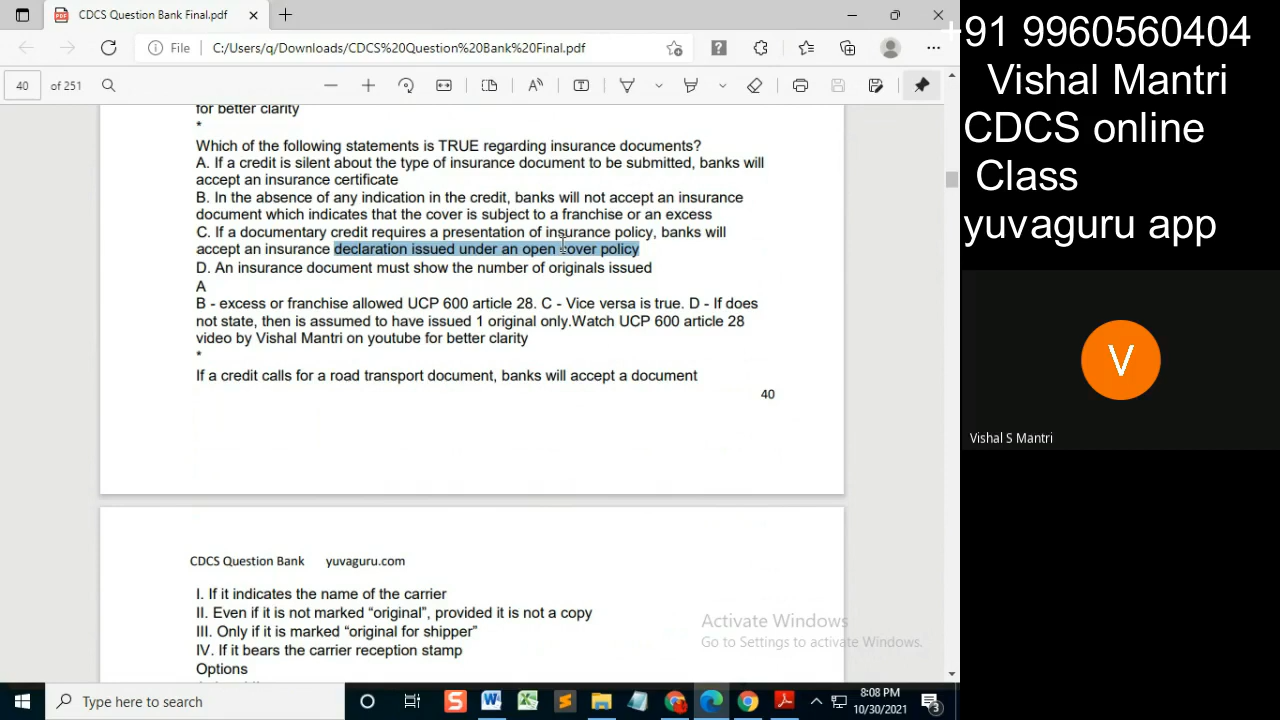 CDCS Question Bank Final.pdf
File
C:/Users/q/Downloads/CDCS%20Question%20Bank%20Final.pdf
40 of 251
for better clarity
*
Which of the following statements is TRUE regarding insurance documents?
A. If a credit is silent about the type of insurance document to be submitted, banks will
accept an insurance certificate
B. In the absence of any indication in the credit, banks will not accept an insurance
document which indicates that the cover is subject to a franchise or an excess
C. If a documentary credit requires a presentation of insurance policy, banks will
accept an insurance declaration issued under an open cover policy
D. An insurance document must show the number of originals issued
A
B - excess or franchise allowed UCP 600 article 28. C - Vice versa is true. D - If does
not state, then is assumed to have issued 1 original only.Watch UCP 600 article 28
video by Vishal Mantri on youtube for better clarity
*
If a credit calls for a road transport document, banks will accept a document
40
CDCS Question Bank yuvaguru.com
I. If it indicates the name of the carrier
II. Even if it is not marked “original”, provided it is not a copy
III. Only if it is marked “original for shipper”
IV. If it bears the carrier reception stamp
Options
Activate Windows
Go to Settings to activate Windows.
Type here to search
8:08 PM
10/30/2021
3
+91 9960560404
Vishal Mantri
CDCS online
Class
yuvaguru app
V
Vishal S Mantri